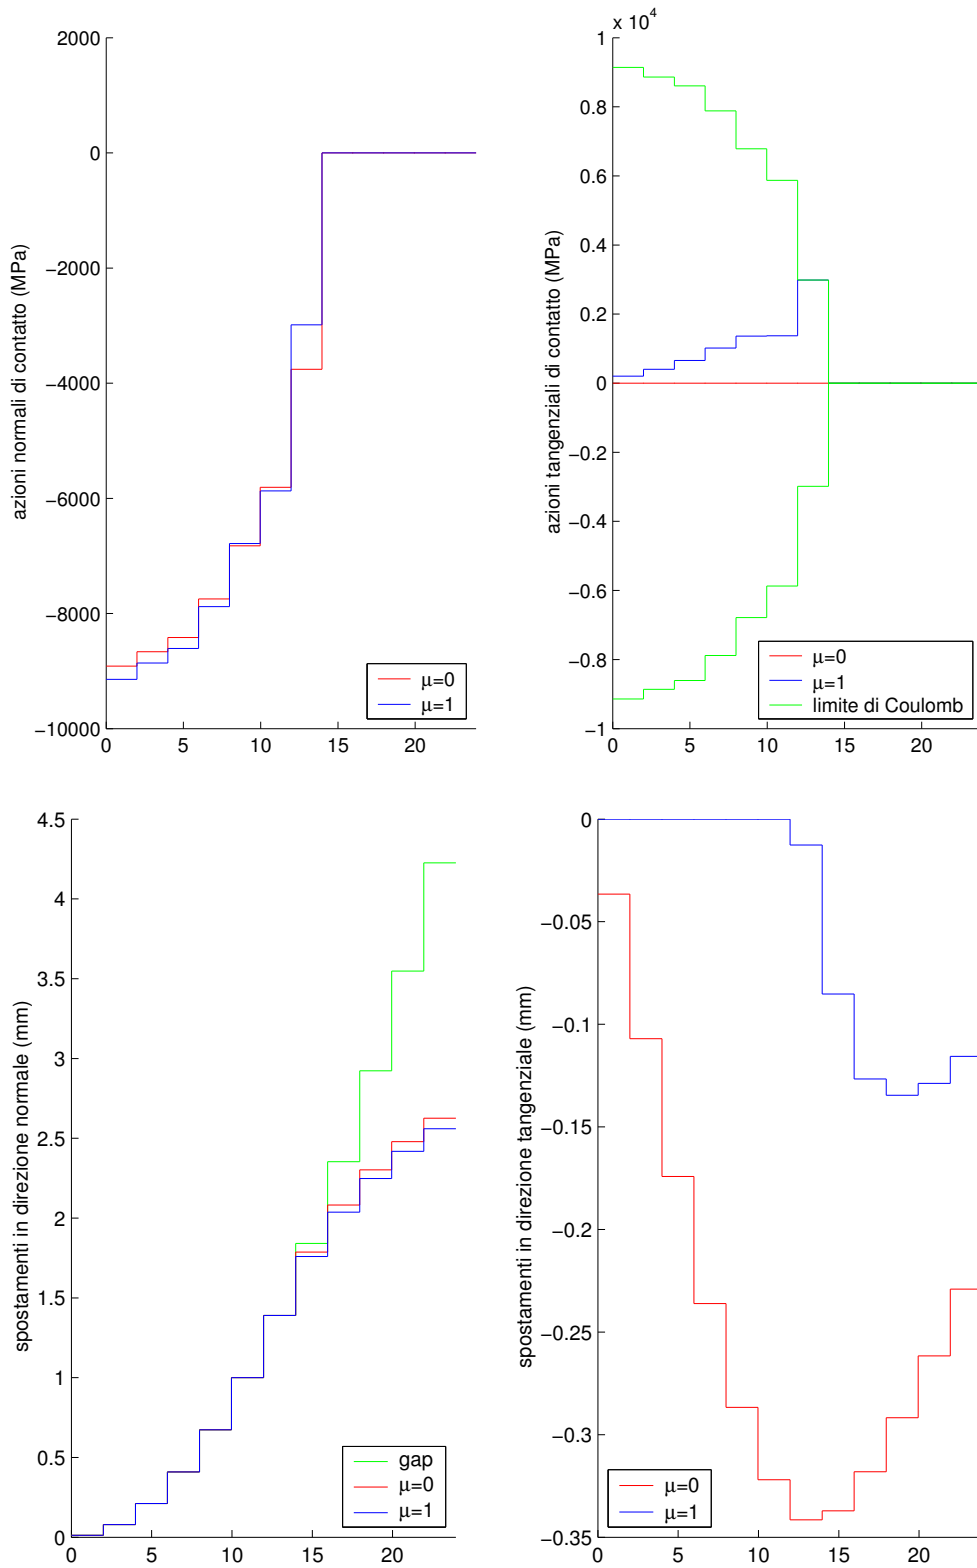 2000
0
−2000
−4000
−6000
−8000
−10000
0 5 10 15 20
azioni normali di contatto (MPa)
μ=0
μ=1
x 10⁴
1
0.8
0.6
0.4
0.2
0
−0.2
−0.4
−0.6
−0.8
−1
0 5 10 15 20
azioni tangenziali di contatto (MPa)
μ=0
μ=1
limite di Coulomb
4.5
4
3.5
3
2.5
2
1.5
1
0.5
0
0 5 10 15 20
spostamenti in direzione normale (mm)
gap
μ=0
μ=1
0
−0.05
−0.1
−0.15
−0.2
−0.25
−0.3
−0.35
0 5 10 15 20
spostamenti in direzione tangenziale (mm)
μ=0
μ=1